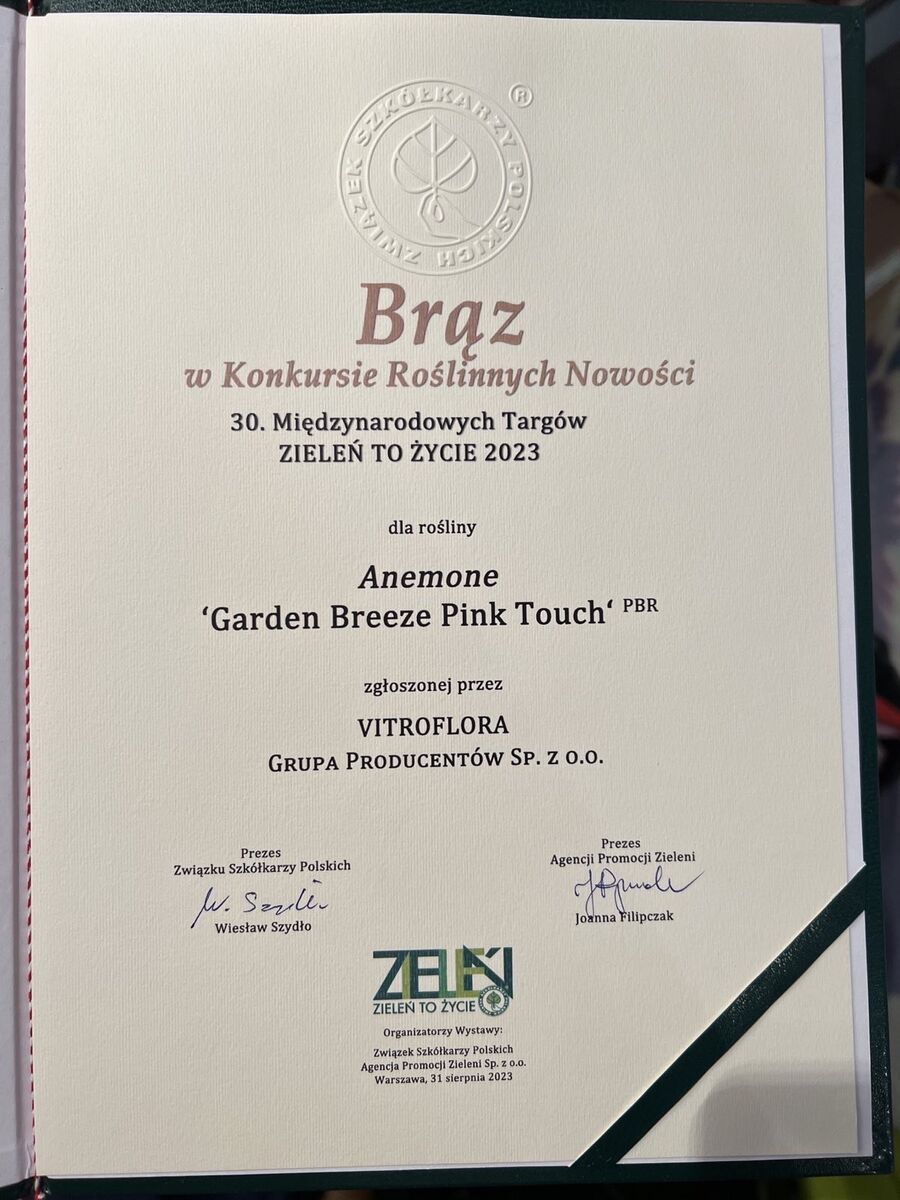 ZWIĄZEK SZKÓŁKARZY POLSKICH ®
Brąz
w Konkursie Roślinnych Nowości
30. Międzynarodowych Targów
ZIELEŃ TO ŻYCIE 2023
dla rośliny
Anemone
‘Garden Breeze Pink Touch‘ PBR
zgłoszonej przez
VITROFLORA
GRUPA PRODUCENTÓW SP. Z O.O.
Prezes
Związku Szkółkarzy Polskich
W. Szydło
Wiesław Szydło
Prezes
Agencji Promocji Zieleni
Joanna Filipczak
ZIELEŃ
ZIELEŃ TO ŻYCIE
Organizatorzy Wystawy:
Związek Szkółkarzy Polskich
Agencja Promocji Zieleni Sp. z o.o.
Warszawa, 31 sierpnia 2023